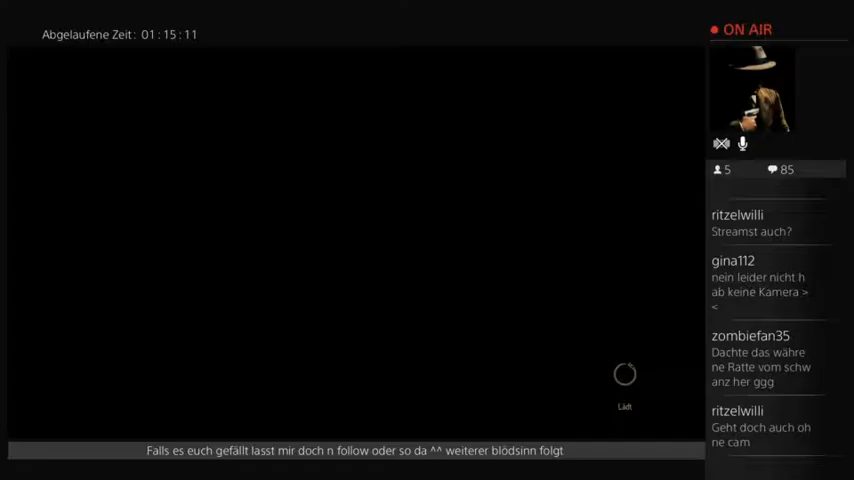 Abgelaufene Zeit: 01:15:11
ON AIR
5 85
ritzelwilli
Streamst auch?
gina112
nein leider nicht h
ab keine Kamera >
<
zombiefan35
Dachte das währe
ne Ratte vom schw
anz her ggg
ritzelwilli
Geht doch auch oh
ne cam
Lädt
Falls es euch gefällt lasst mir doch n follow oder so da ^^ weiterer blödsinn folgt